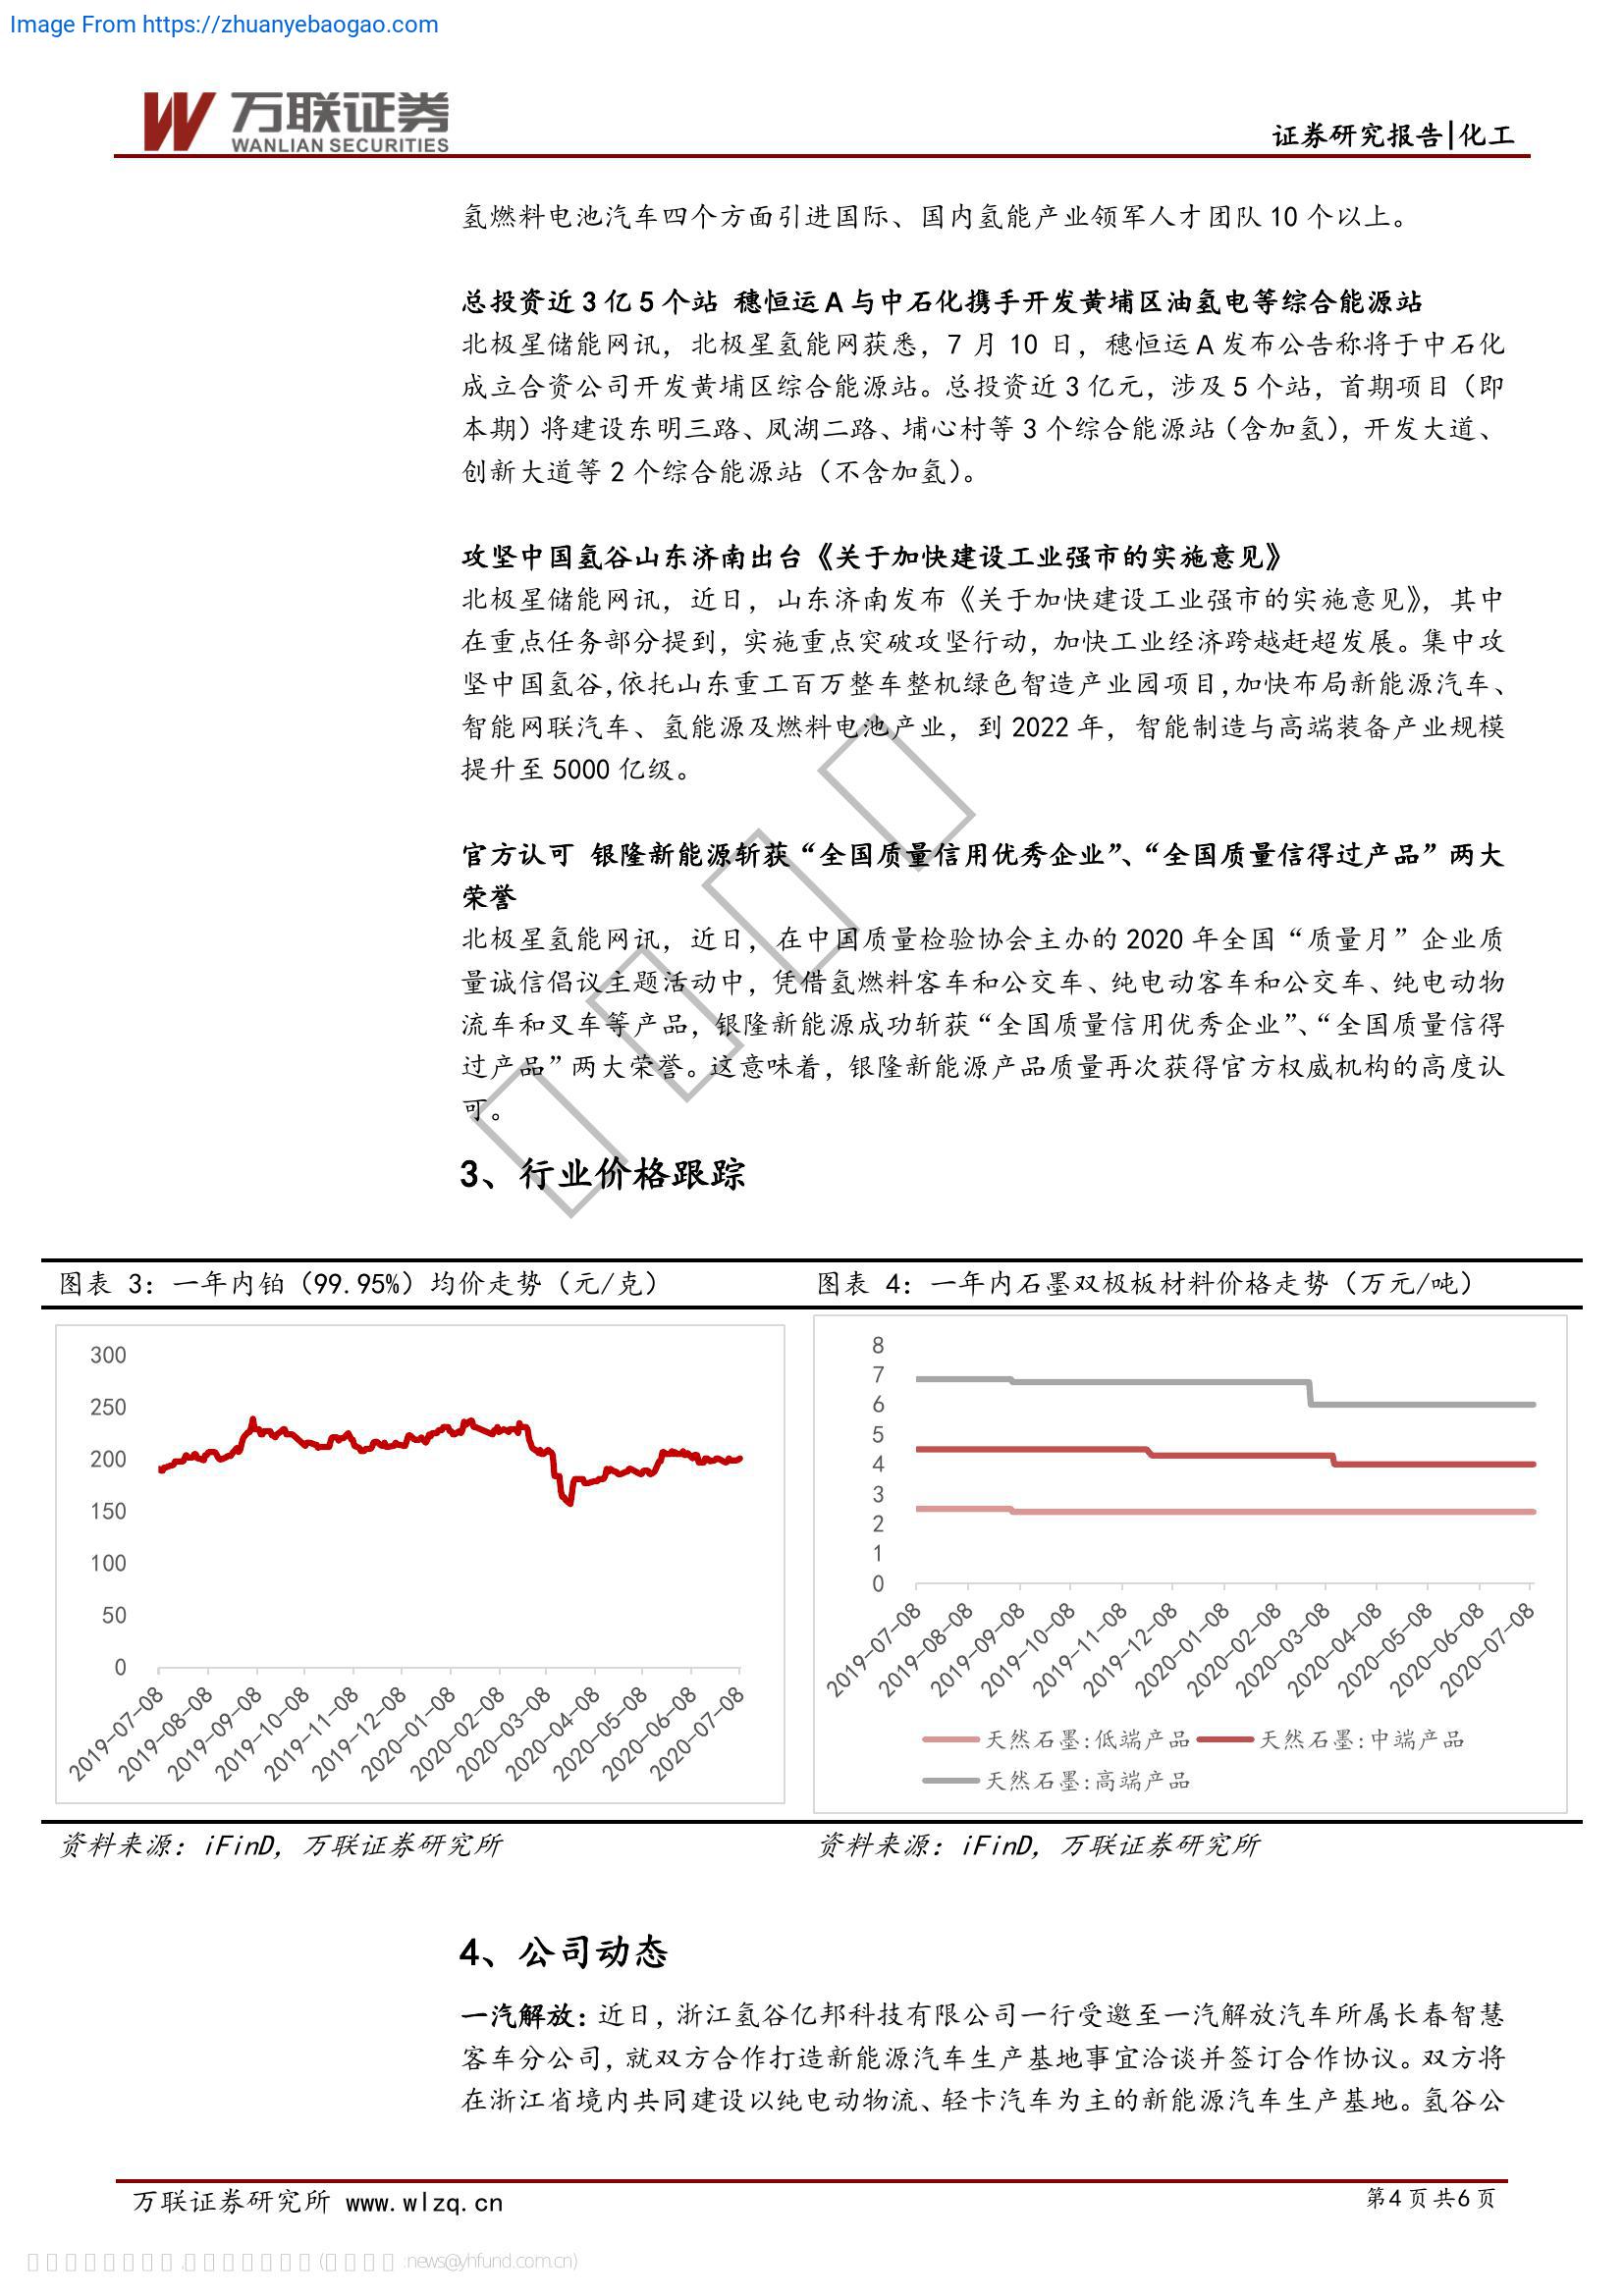 Image From https://zhuanyebaogao.com
万联证券
WANLIAN SECURITIES
证券研究报告|化工
氢燃料电池汽车四个方面引进国际、国内氢能产业领军人才团队 10 个以上。
总投资近 3 亿 5 个站 穗恒运 A 与中石化携手开发黄埔区油氢电等综合能源站
北极星储能网讯，北极星氢能网获悉，7 月 10 日，穗恒运 A 发布公告称将于中石化
成立合资公司开发黄埔区综合能源站。总投资近 3 亿元，涉及 5 个站，首期项目（即
本期）将建设东明三路、凤湖二路、埔心村等 3 个综合能源站（含加氢），开发大道、
创新大道等 2 个综合能源站（不含加氢）。
攻坚中国氢谷山东济南出台《关于加快建设工业强市的实施意见》
北极星储能网讯，近日，山东济南发布《关于加快建设工业强市的实施意见》，其中
在重点任务部分提到，实施重点突破攻坚行动，加快工业经济跨越赶超发展。集中攻
坚中国氢谷,依托山东重工百万整车整机绿色智造产业园项目,加快布局新能源汽车、
智能网联汽车、氢能源及燃料电池产业，到 2022 年，智能制造与高端装备产业规模
提升至 5000 亿级。
官方认可 银隆新能源斩获“全国质量信用优秀企业”、“全国质量信得过产品”两大
荣誉
北极星氢能网讯，近日，在中国质量检验协会主办的 2020 年全国“质量月”企业质
量诚信倡议主题活动中，凭借氢燃料客车和公交车、纯电动客车和公交车、纯电动物
流车和叉车等产品，银隆新能源成功斩获“全国质量信用优秀企业”、“全国质量信得
过产品”两大荣誉。这意味着，银隆新能源产品质量再次获得官方权威机构的高度认
可。
3、行业价格跟踪
图表 3：一年内铂（99.95%）均价走势（元/克）
300
250
200
150
100
50
0
2019-07-08
2019-08-08
2019-09-08
2019-10-08
2019-11-08
2019-12-08
2020-01-08
2020-02-08
2020-03-08
2020-04-08
2020-05-08
2020-06-08
2020-07-08
资料来源：iFinD，万联证券研究所
图表 4：一年内石墨双极板材料价格走势（万元/吨）
8
7
6
5
4
3
2
1
0
2019-07-08
2019-08-08
2019-09-08
2019-10-08
2019-11-08
2019-12-08
2020-01-08
2020-02-08
2020-03-08
2020-04-08
2020-05-08
2020-06-08
2020-07-08
天然石墨:低端产品
天然石墨:中端产品
天然石墨:高端产品
资料来源：iFinD，万联证券研究所
4、公司动态
一汽解放：近日，浙江氢谷亿邦科技有限公司一行受邀至一汽解放汽车所属长春智慧
客车分公司，就双方合作打造新能源汽车生产基地事宜洽谈并签订合作协议。双方将
在浙江省境内共同建设以纯电动物流、轻卡汽车为主的新能源汽车生产基地。氢谷公
万联证券研究所 www.wlzq.cn
第 4 页 共 6 页
news@yhfund.com.cn)